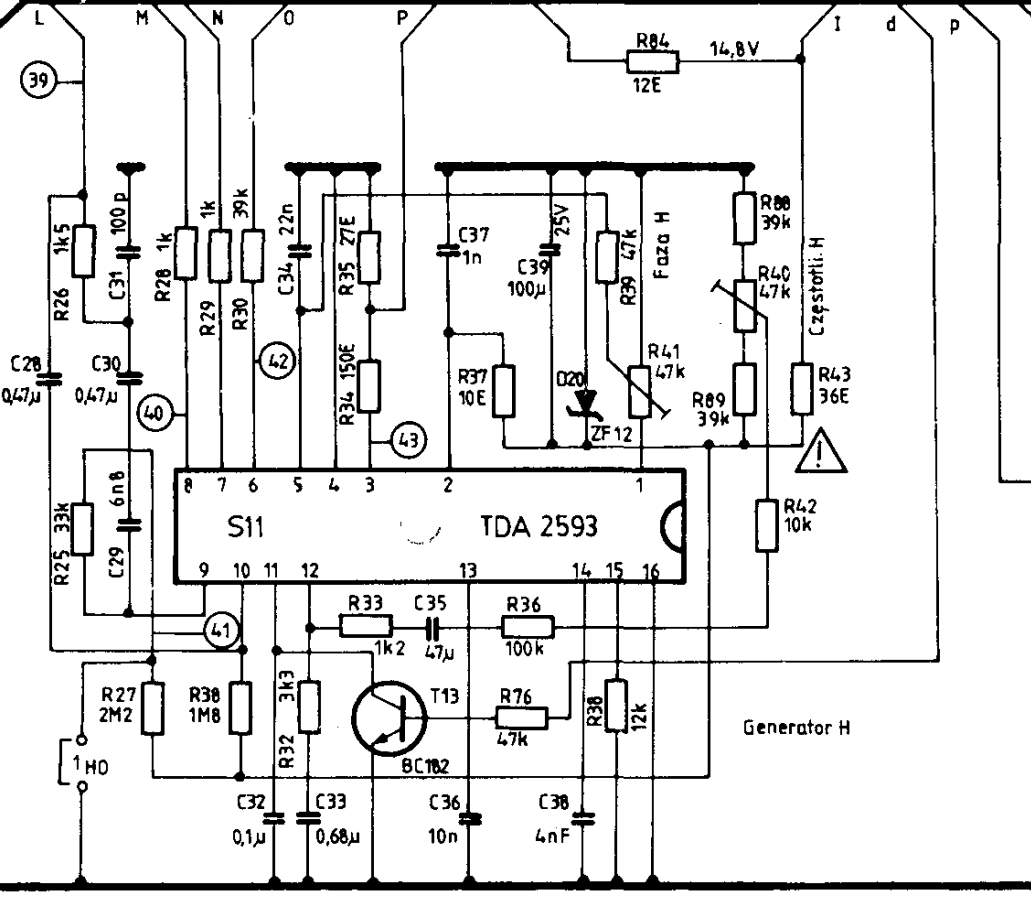 L
M
N
O
P
I
d
p
39
R84
14,8V
12E
100p
C31
1k5
R26
1k
R28
1k
R29
39k
R30
22n
C34
27E
R35
C37
1n
25V
C39
100µ
47k
R39
Faza H
R88
39k
R40
47k
Częstotli. H
C28
0,47µ
C30
0,47µ
42
150E
R34
R37
10E
D20
ZF12
R41
47k
R89
39k
R43
36E
40
43
8
7
6
5
4
3
2
1
33k
R25
6n8
C29
S11
TDA 2593
R42
10k
9
10
11
12
13
14
15
16
41
R33
1k2
C35
47µ
R36
100k
R27
2M2
R38
1M8
3k3
R32
T13
BC182
R76
47k
R38
12k
Generator H
1
HO
C32
0,1µ
C33
0,68µ
C36
10n
C38
4nF